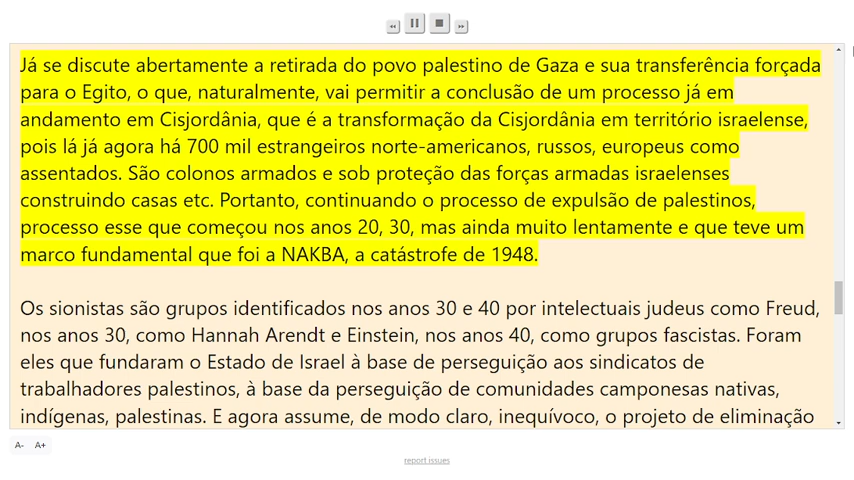 Já se discute abertamente a retirada do povo palestino de Gaza e sua transferência forçada
para o Egito, o que, naturalmente, vai permitir a conclusão de um processo já em
andamento em Cisjordânia, que é a transformação da Cisjordânia em território israelense,
pois lá já agora há 700 mil estrangeiros norte-americanos, russos, europeus como
assentados. São colonos armados e sob proteção das forças armadas israelenses
construindo casas etc. Portanto, continuando o processo de expulsão de palestinos,
processo esse que começou nos anos 20, 30, mas ainda muito lentamente e que teve um
marco fundamental que foi a NAKBA, a catástrofe de 1948.
Os sionistas são grupos identificados nos anos 30 e 40 por intelectuais judeus como Freud,
nos anos 30, como Hannah Arendt e Einstein, nos anos 40, como grupos fascistas. Foram
eles que fundaram o Estado de Israel à base de perseguição aos sindicatos de
trabalhadores palestinos, à base da perseguição de comunidades camponesas nativas,
indígenas, palestinas. E agora assume, de modo claro, inequívoco, o projeto de eliminação
A- A+
report issues